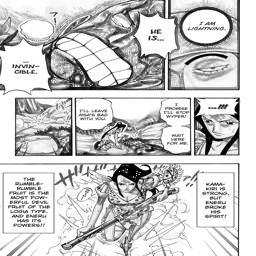 I AM
LIGHTNING.
HE
IS...
...
INVIN-
CIBLE.
....!!!
I
PROMISE
I'LL STOP
WYPER!
WAIT
HERE
FOR ME.
I'LL LEAVE
AISA'S BAG
WITH YOU.
KAMA-
KIRI IS
STRONG,
BUT
ENERU
BROKE
HIS
SPIRIT!
THE
RUMBLE-
RUMBLE
FRUIT IS THE
MOST POW-
ERFUL DEVIL
FRUIT OF THE
LOGIA TYPE.
AND ENERU
HAS ITS
POWERS!!